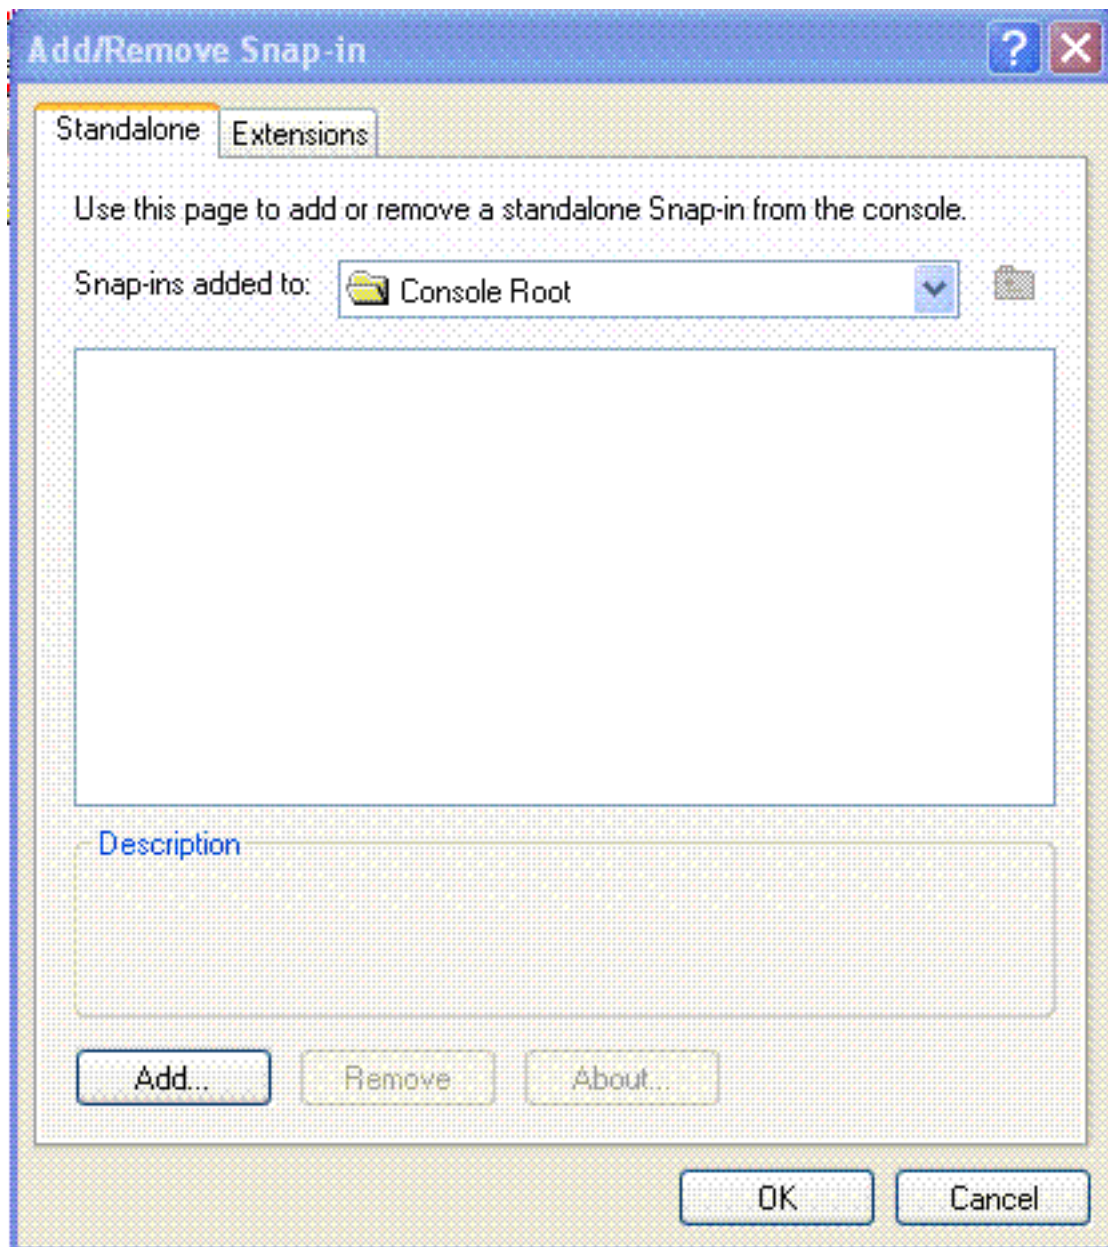 Add/Remove Snap-in
Standalone
Extensions
Use this page to add or remove a standalone Snap-in from the console.
Snap-ins added to:
Console Root
Description
Add...
Remove
About...
OK
Cancel